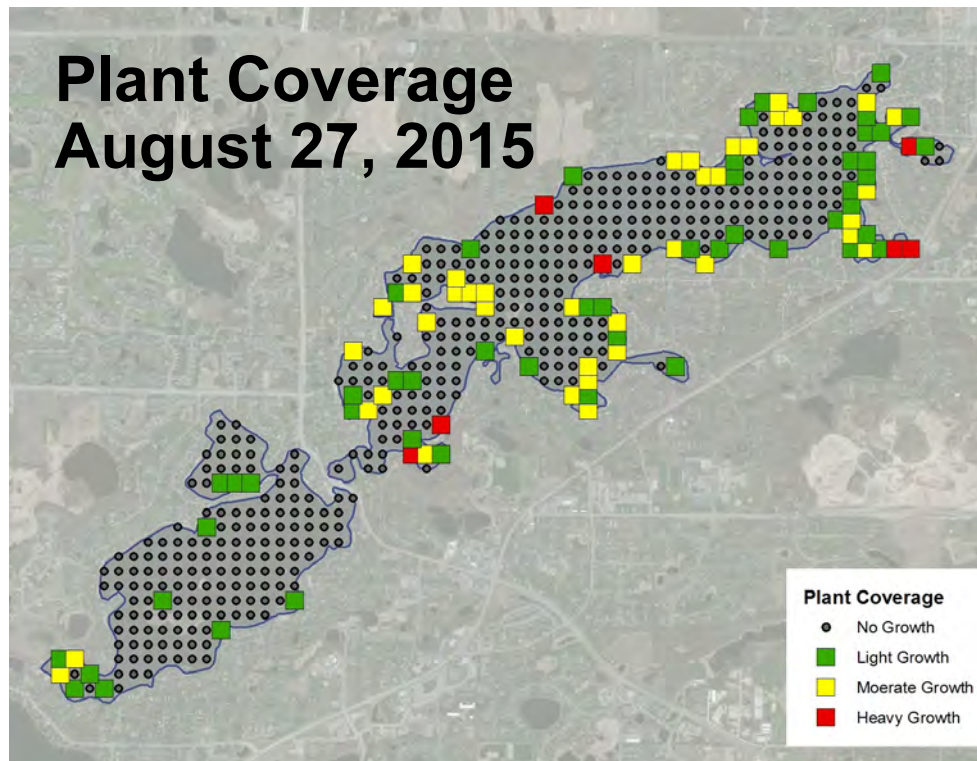 Plant Coverage
August 27, 2015
Plant Coverage
No Growth
Light Growth
Moerate Growth
Heavy Growth